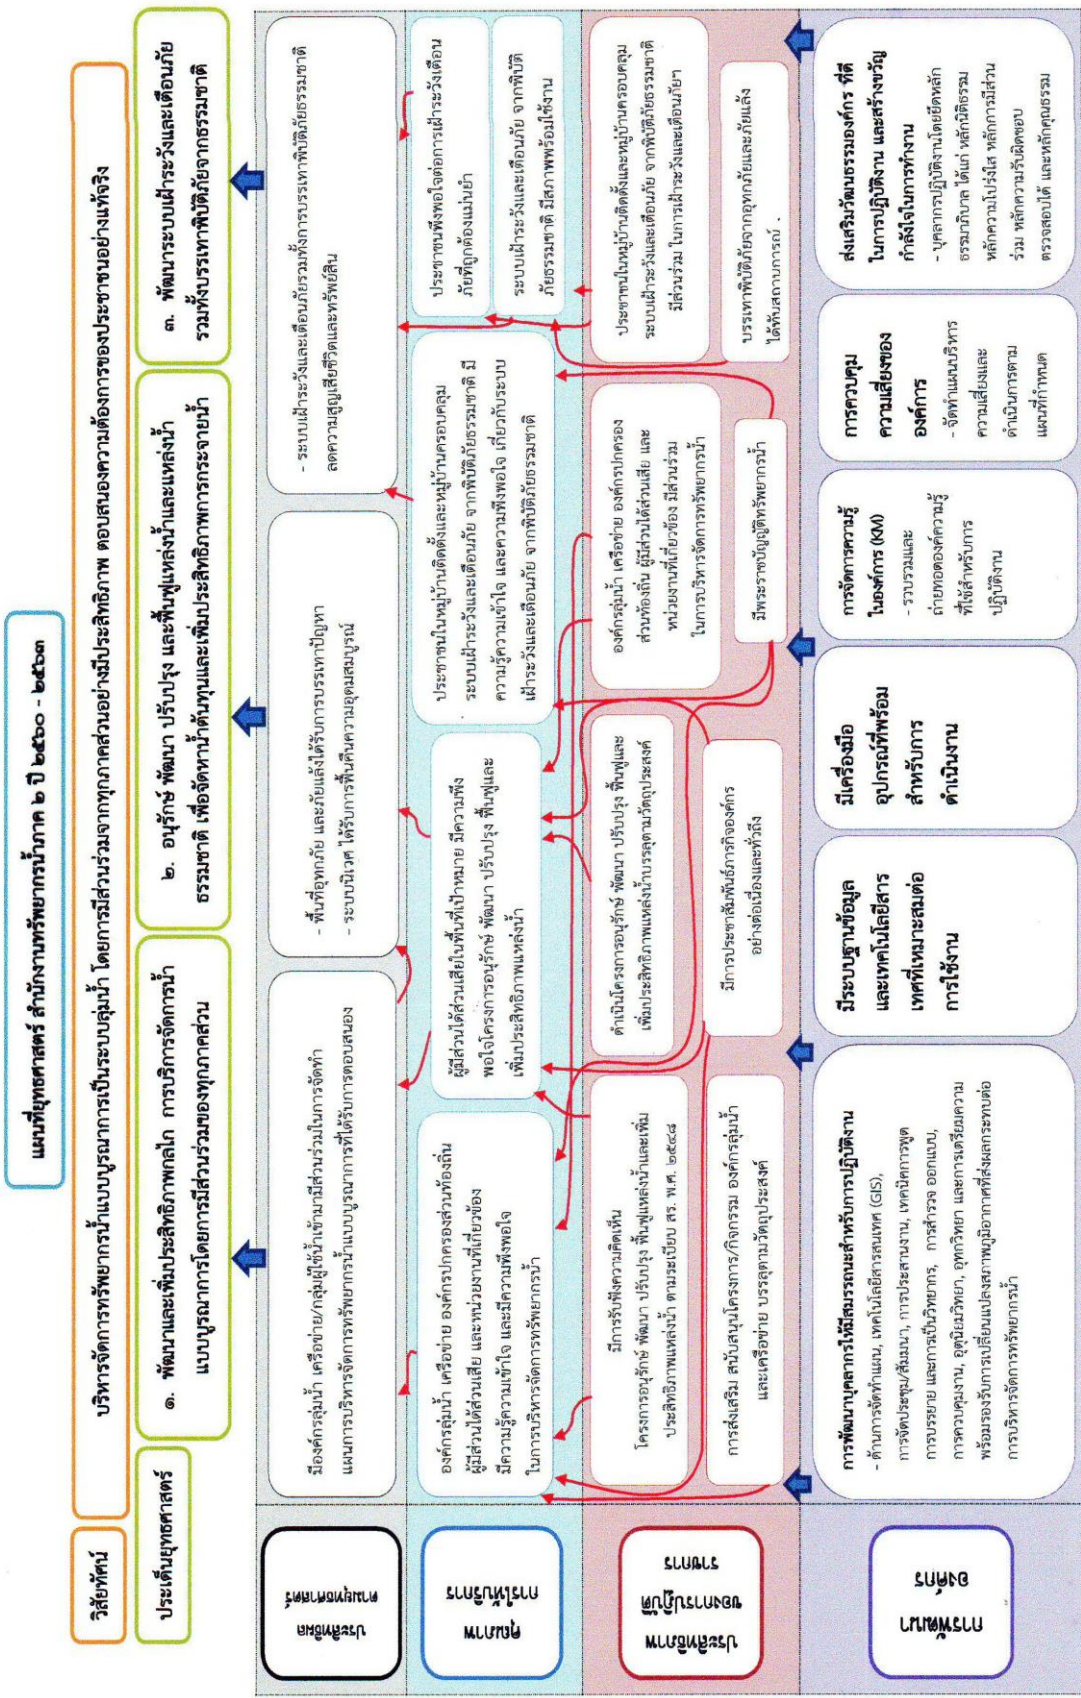 แผนที่ยุทธศาสตร์ สำนักงานทรัพยากรน้ำภาค ๒ ปี ๒๕๖๐ - ๒๕๖๓
วิสัยทัศน์
บริหารจัดการทรัพยากรน้ำแบบบูรณาการเป็นระบบลุ่มน้ำ โดยการมีส่วนร่วมจากทุกภาคส่วนอย่างมีประสิทธิภาพ ตอบสนองความต้องการของประชาชนอย่างแท้จริง
ประเด็นยุทธศาสตร์
๑. พัฒนาและเพิ่มประสิทธิภาพกลไก การบริการจัดการน้ำ
แบบบูรณาการโดยการมีส่วนร่วมของทุกภาคส่วน
๒. อนุรักษ์ พัฒนา ปรับปรุง และฟื้นฟูแหล่งน้ำและแหล่งน้ำ
ธรรมชาติ เพื่อจัดหาน้ำต้นทุนและเพิ่มประสิทธิภาพการกระจายน้ำ
๓. พัฒนาระบบเฝ้าระวังและเตือนภัย
รวมทั้งบรรเทาพิบัติภัยจากธรรมชาติ
ประสิทธิผล
ตามยุทธศาสตร์
มีองค์กรลุ่มน้ำ เครือข่าย/กลุ่มผู้ใช้น้ำเข้ามามีส่วนร่วมในการจัดทำ
แผนการบริหารจัดการทรัพยากรน้ำแบบบูรณาการที่ได้รับการตอบสนอง
- พื้นที่อุทกภัย และภัยแล้งได้รับการบรรเทาปัญหา
- ระบบนิเวศ ได้รับการฟื้นคืนความอุดมสมบูรณ์
- ระบบเฝ้าระวังและเตือนภัยรวมทั้งการบรรเทาพิบัติภัยธรรมชาติ
ลดความสูญเสียชีวิตและทรัพย์สิน
คุณภาพ
การให้บริการ
องค์กรลุ่มน้ำ เครือข่าย องค์กรปกครองส่วนท้องถิ่น
ผู้มีส่วนได้ส่วนเสีย และหน่วยงานที่เกี่ยวข้อง
มีความรู้ความเข้าใจ และมีความพึงพอใจ
ในการบริหารจัดการทรัพยากรน้ำ
ผู้มีส่วนได้ส่วนเสียในพื้นที่เป้าหมาย มีความพึง
พอใจโครงการอนุรักษ์ พัฒนา ปรับปรุง ฟื้นฟูและ
เพิ่มประสิทธิภาพแหล่งน้ำ
ประชาชนในหมู่บ้านติดตั้งและหมู่บ้านครอบคลุม
ระบบเฝ้าระวังและเตือนภัย จากพิบัติภัยธรรมชาติ มี
ความรู้ความเข้าใจ และความพึงพอใจ เกี่ยวกับระบบ
เฝ้าระวังและเตือนภัย จากพิบัติภัยธรรมชาติ
ประชาชนพึงพอใจต่อการเฝ้าระวังเตือน
ภัยที่ถูกต้องแม่นยำ
ระบบเฝ้าระวังและเตือนภัย จากพิบัติ
ภัยธรรมชาติ มีสภาพพร้อมใช้งาน
ประสิทธิภาพ
ของการปฏิบัติ
ราชการ
มีการรับฟังความคิดเห็น
โครงการอนุรักษ์ พัฒนา ปรับปรุง ฟื้นฟูแหล่งน้ำและเพิ่ม
ประสิทธิภาพแหล่งน้ำ ตามระเบียบ สร. พ.ศ. ๒๕๔๘
การส่งเสริม สนับสนุนโครงการ/กิจกรรม องค์กรลุ่มน้ำ
และเครือข่าย บรรลุตามวัตถุประสงค์
ดำเนินโครงการอนุรักษ์ พัฒนา ปรับปรุง ฟื้นฟูและ
เพิ่มประสิทธิภาพแหล่งน้ำบรรลุตามวัตถุประสงค์
มีการประชาสัมพันธ์ภารกิจองค์กร
อย่างต่อเนื่องและทั่วถึง
องค์กรลุ่มน้ำ เครือข่าย องค์กรปกครอง
ส่วนท้องถิ่น ผู้มีส่วนได้ส่วนเสีย และ
หน่วยงานที่เกี่ยวข้อง มีส่วนร่วม
ในการบริหารจัดการทรัพยากรน้ำ
มีพระราชบัญญัติทรัพยากรน้ำ
ประชาชนในหมู่บ้านติดตั้งและหมู่บ้านครอบคลุม
ระบบเฝ้าระวังและเตือนภัย จากพิบัติภัยธรรมชาติ
มีส่วนร่วม ในการเฝ้าระวังและเตือนภัยฯ
บรรเทาพิบัติภัยจากอุทกภัยและภัยแล้ง
ได้ทันสถานการณ์ .
การพัฒนา
องค์กร
การพัฒนาบุคลากรให้มีสมรรถนะสำหรับการปฏิบัติงาน
- ด้านการจัดทำแผน, เทคโนโลยีสารสนเทศ (GIS),
การจัดประชุม/สัมมนา, การประสานงาน, เทคนิคการพูด
การบรรยาย และการเป็นวิทยากร, การสำรวจ ออกแบบ,
การควบคุมงาน, อุตุนิยมวิทยา, อุทกวิทยา และการเตรียมความ
พร้อมรองรับการเปลี่ยนแปลงสภาพภูมิอากาศที่ส่งผลกระทบต่อ
การบริหารจัดการทรัพยากรน้ำ
มีระบบฐานข้อมูล
และเทคโนโลยีสาร
เทศที่เหมาะสมต่อ
การใช้งาน
มีเครื่องมือ
อุปกรณ์ที่พร้อม
สำหรับการ
ดำเนินงาน
การจัดการความรู้
ในองค์การ (KM)
- รวบรวมและ
ถ่ายทอดองค์ความรู้
ที่ใช้สำหรับการ
ปฏิบัติงาน
การควบคุม
ความเสี่ยงของ
องค์การ
- จัดทำแผนบริหาร
ความเสี่ยงและ
ดำเนินการตาม
แผนที่กำหนด
ส่งเสริมวัฒนธรรมองค์กร ที่ดี
ในการปฏิบัติงาน และสร้างขวัญ
กำลังใจในการทำงาน
- บุคลากรปฏิบัติงานโดยยึดหลัก
ธรรมาภิบาล ได้แก่ หลักนิติธรรม
หลักความโปร่งใส หลักการมีส่วน
ร่วม หลักความรับผิดชอบ
ตรวจสอบได้ และหลักคุณธรรม